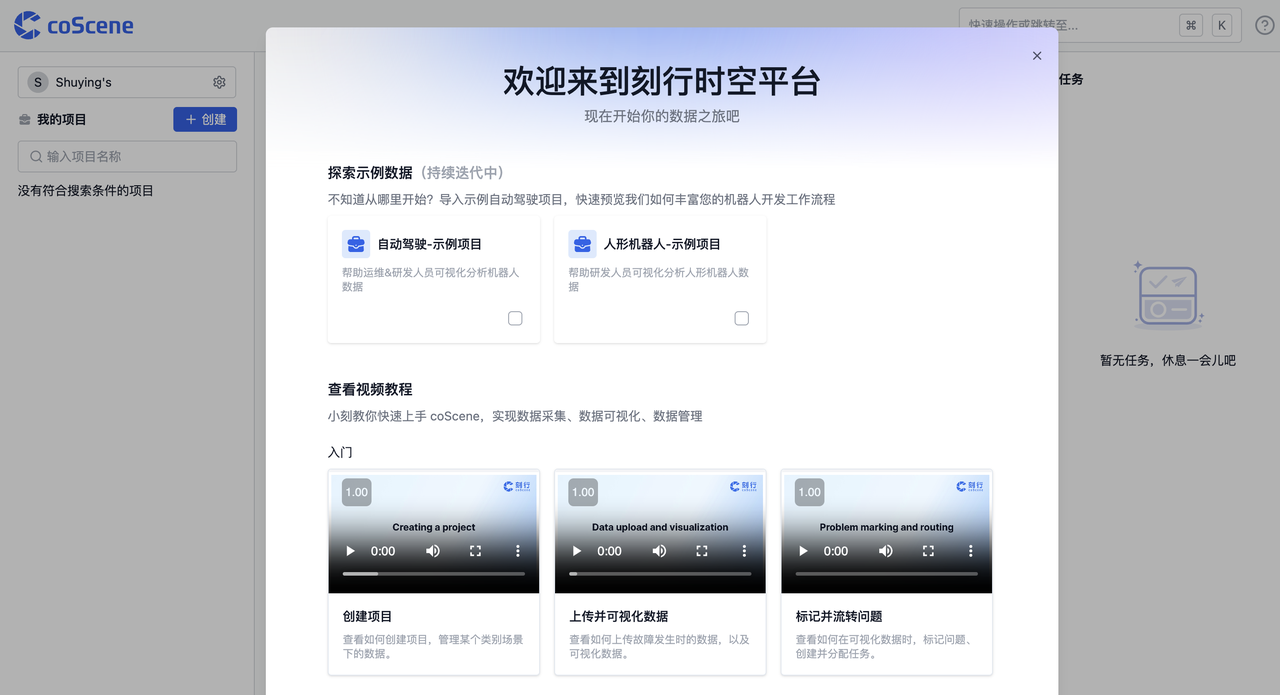 coScene
快速操作或跳转至...
⌘
K
?
S
Shuying's
我的项目
+ 创建
输入项目名称
没有符合搜索条件的项目
欢迎来到刻行时空平台
现在开始你的数据之旅吧
探索示例数据（持续迭代中）
不知道从哪里开始？导入示例自动驾驶项目，快速预览我们如何丰富您的机器人开发工作流程
自动驾驶-示例项目
帮助运维&研发人员可视化分析机器人
数据
人形机器人-示例项目
帮助研发人员可视化分析人形机器人数
据
查看视频教程
小刻教你快速上手 coScene，实现数据采集、数据可视化、数据管理
入门
1.00
刻行
Creating a project
0:00
创建项目
查看如何创建项目，管理某个类别场景
下的数据。
1.00
刻行
Data upload and visualization
0:00
上传并可视化数据
查看如何上传故障发生时的数据，以及
可视化数据。
1.00
刻行
Problem marking and routing
0:00
标记并流转问题
查看如何在可视化数据时，标记问题、
创建并分配任务。
任务
暂无任务，休息一会儿吧